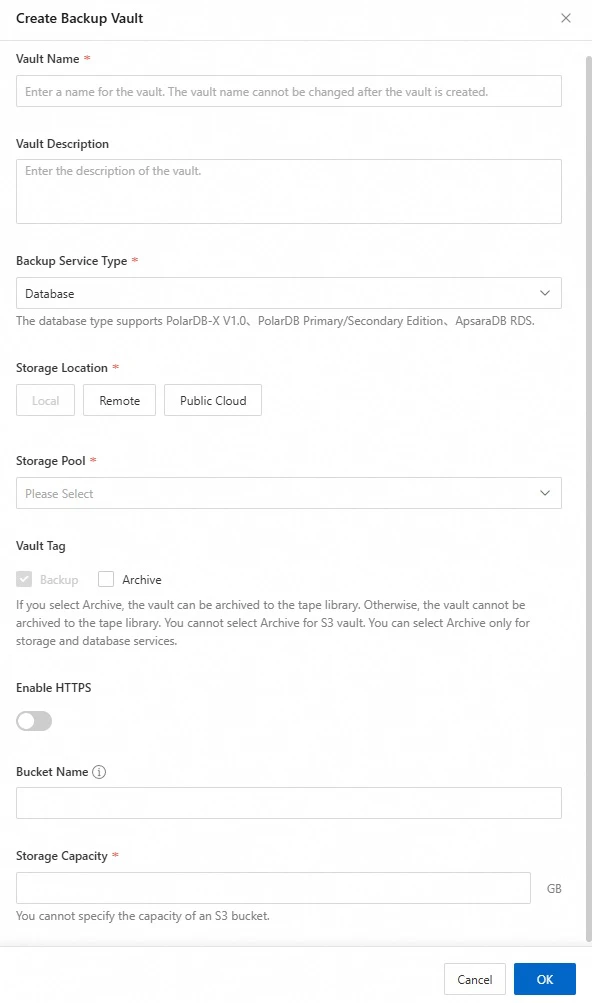 Create Backup Vault
Vault Name *
Enter a name for the vault. The vault name cannot be changed after the vault is created.
Vault Description
Enter the description of the vault.
Backup Service Type *
Database
The database type supports PolarDB-X V1.0、PolarDB Primary/Secondary Edition、ApsaraDB RDS.
Storage Location *
Local Remote Public Cloud
Storage Pool *
Please Select
Vault Tag
Backup Archive
If you select Archive, the vault can be archived to the tape library. Otherwise, the vault cannot be
archived to the tape library. You cannot select Archive for S3 vault. You can select Archive only for
storage and database services.
Enable HTTPS
Bucket Name
Storage Capacity *
GB
You cannot specify the capacity of an S3 bucket.
Cancel OK